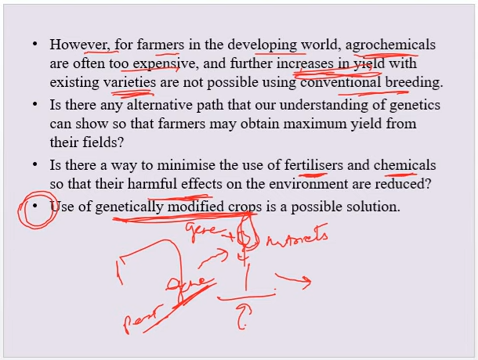 • However, for farmers in the developing world, agrochemicals
are often too expensive, and further increases in yield with
existing varieties are not possible using conventional breeding.
• Is there any alternative path that our understanding of genetics
can show so that farmers may obtain maximum yield from
their fields?
• Is there a way to minimise the use of fertilisers and chemicals
so that their harmful effects on the environment are reduced?
• Use of genetically modified crops is a possible solution.
gene
gene
pest